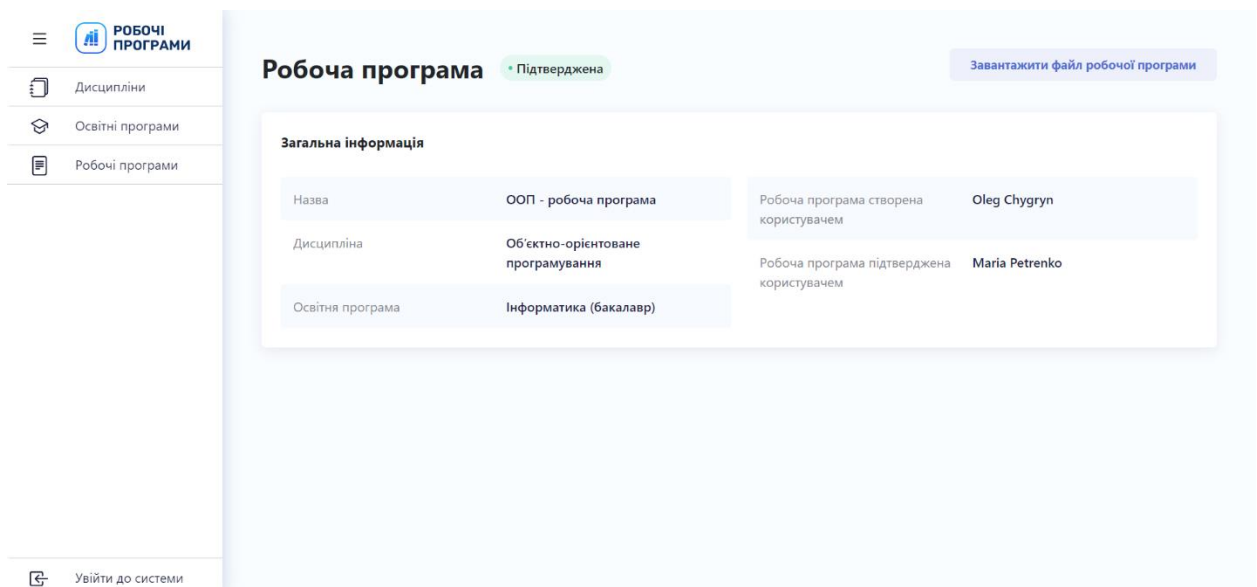 РОБОЧІ
ПРОГРАМИ
Дисципліни
Освітні програми
Робочі програми
Увійти до системи
Робоча програма
• Підтверджена
Завантажити файл робочої програми
Загальна інформація
Назва
ООП - робоча програма
Дисципліна
Об'єктно-орієнтоване
програмування
Освітня програма
Інформатика (бакалавр)
Робоча програма створена
користувачем
Oleg Chygryn
Робоча програма підтверджена
користувачем
Maria Petrenko